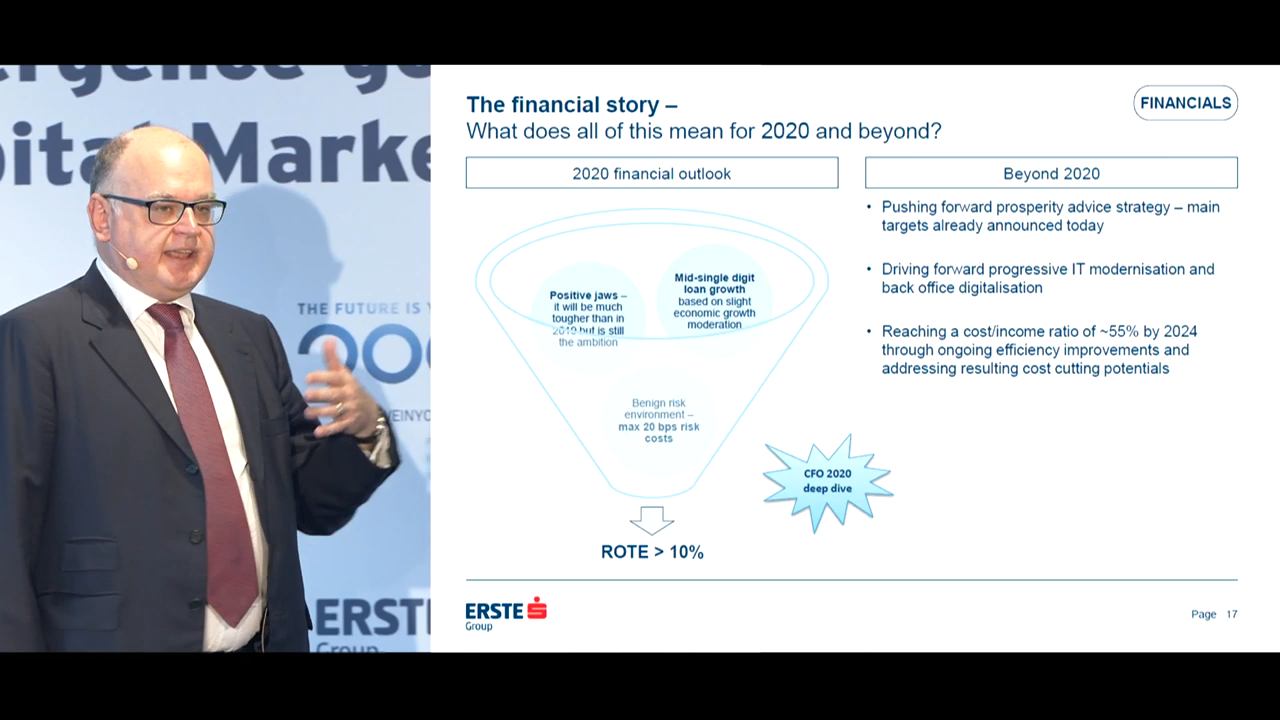 ergence
pital Marke
THE FUTURE IS
ERSTE
Group
The financial story –
What does all of this mean for 2020 and beyond?
FINANCIALS
2020 financial outlook
Positive jaws –
it will be much
tougher than in
2019 but is still
the ambition
Mid-single digit
loan growth
based on slight
economic growth
moderation
Benign risk
environment –
max 20 bps risk
costs
ROTE > 10%
CFO 2020
deep dive
Beyond 2020
• Pushing forward prosperity advice strategy – main
targets already announced today
• Driving forward progressive IT modernisation and
back office digitalisation
• Reaching a cost/income ratio of ~55% by 2024
through ongoing efficiency improvements and
addressing resulting cost cutting potentials
ERSTE
Group
Page 17